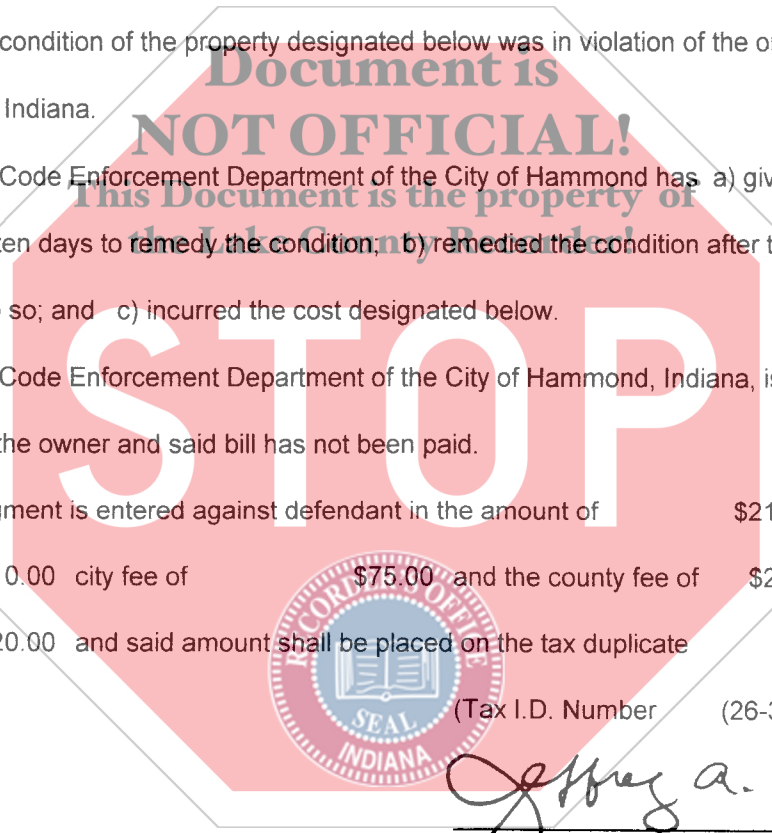 condition of the property designated below was in violation of the o
Document is
Indiana.
NOT OFFICIAL!
Code Enforcement Department of the City of Hammond has a) giv
This Document is the property of
ten days to remedy the condition; b) remedied the condition after t
the Lake County Recorder!
so; and c) incurred the cost designated below.
STOP
Code Enforcement Department of the City of Hammond, Indiana, is
the owner and said bill has not been paid.
gment is entered against defendant in the amount of $21
0.00 city fee of $75.00 and the county fee of $2
20.00 and said amount shall be placed on the tax duplicate
RECORDER'S OFFICE
SEAL
INDIANA
(Tax I.D. Number (26-3
Jeffrey A.